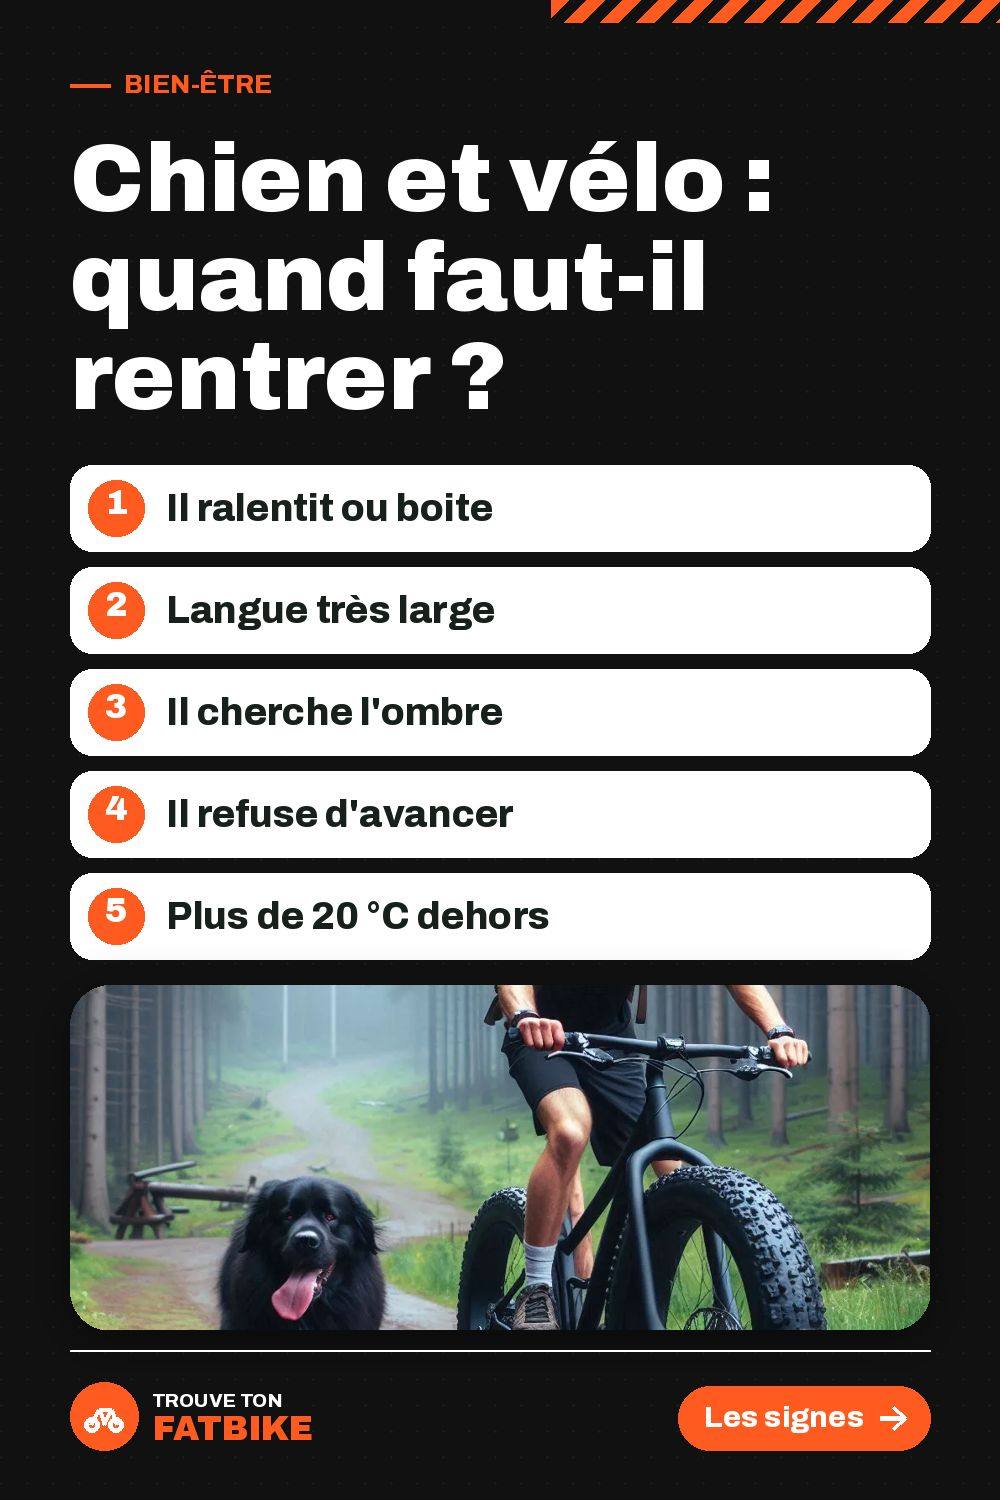 BIEN-ÊTRE
Chien et vélo :
quand faut-il
rentrer ?
1 Il ralentit ou boite
2 Langue très large
3 Il cherche l'ombre
4 Il refuse d'avancer
5 Plus de 20 °C dehors
TROUVE TON
FATBIKE
Les signes →